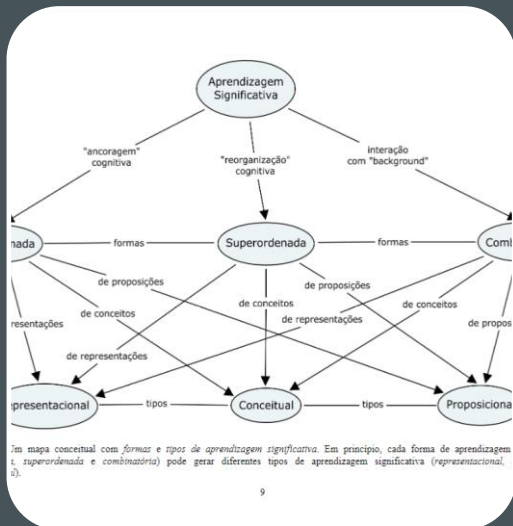 Aprendizagem
Significativa
"ancoragem"
cognitiva
"reorganização"
cognitiva
interação
com "background"
nada
formas
Superordenada
formas
Comb
de proposições
de proposições
resentações
de conceitos
de conceitos
de conceitos
de representações
de propos
de representações
epresentacional
tipos
Conceitual
tipos
Proposiciona
m mapa conceitual com formas e tipos de aprendizagem significativa. Em princípio, cada forma de aprendizagem
, superordenada e combinatória) pode gerar diferentes tipos de aprendizagem significativa (representacional,
l).
9